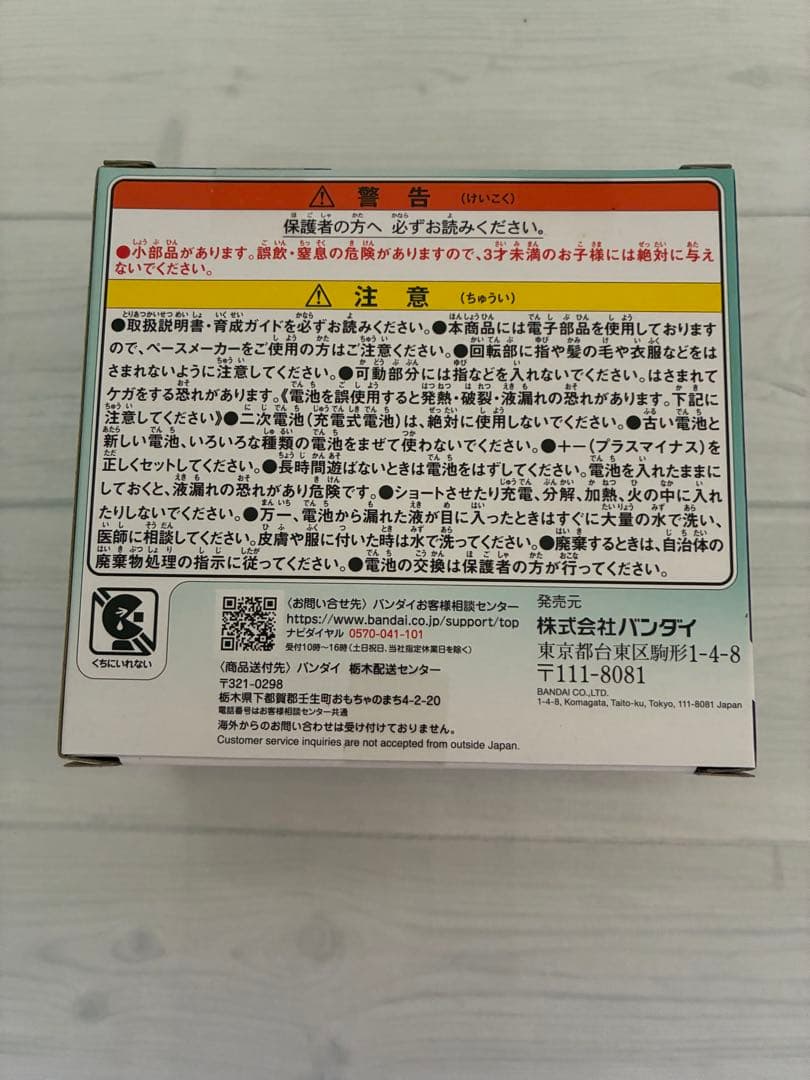 ⚠ 警告 (けいこく)
保護者の方へ 必ずお読みください。
●小部品があります。誤飲・窒息の危険がありますので、3才未満のお子様には絶対に与え
ないでください。
⚠ 注意 (ちゅうい)
●取扱説明書・育成ガイドを必ずお読みください。●本商品には電子部品を使用しております
ので、ペースメーカーをご使用の方はご注意ください。●回転部に指や髪の毛や衣服などをは
さまれないように注意してください。●可動部分には指などを入れないでください。はさまれて
ケガをする恐れがあります。《電池を誤使用すると発熱・破裂・液漏れの恐れがあります。下記に
注意してください》●二次電池(充電式電池)は、絶対に使用しないでください。●古い電池と
新しい電池、いろいろな種類の電池をまぜて使わないでください。●+−(プラスマイナス)を
正しくセットしてください。●長時間遊ばないときは電池をはずしてください。電池を入れたままに
しておくと、液漏れの恐れがあり危険です。●ショートさせたり充電、分解、加熱、火の中に入れ
たりしないでください。●万一、電池から漏れた液が目に入ったときはすぐに大量の水で洗い、
医師に相談してください。皮膚や服に付いた時は水で洗ってください。●廃棄するときは、自治体の
廃棄物処理の指示に従ってください。●電池の交換は保護者の方が行ってください。
くちにいれない
〈お問い合せ先〉バンダイお客様相談センター
https://www.bandai.co.jp/support/top
ナビダイヤル 0570-041-101
受付10時〜16時(土日祝日、当社指定休業日を除く)
〈商品送付先〉バンダイ 栃木配送センター
〒321-0298
栃木県下都賀郡壬生町おもちゃのまち4-2-20
電話番号はお客様相談センター共通
海外からのお問い合わせは受け付けておりません。
Customer service inquiries are not accepted from outside Japan.
発売元
株式会社バンダイ
東京都台東区駒形1-4-8
〒111-8081
BANDAI CO.,LTD.
1-4-8, Komagata, Taito-ku, Tokyo, 111-8081 Japan